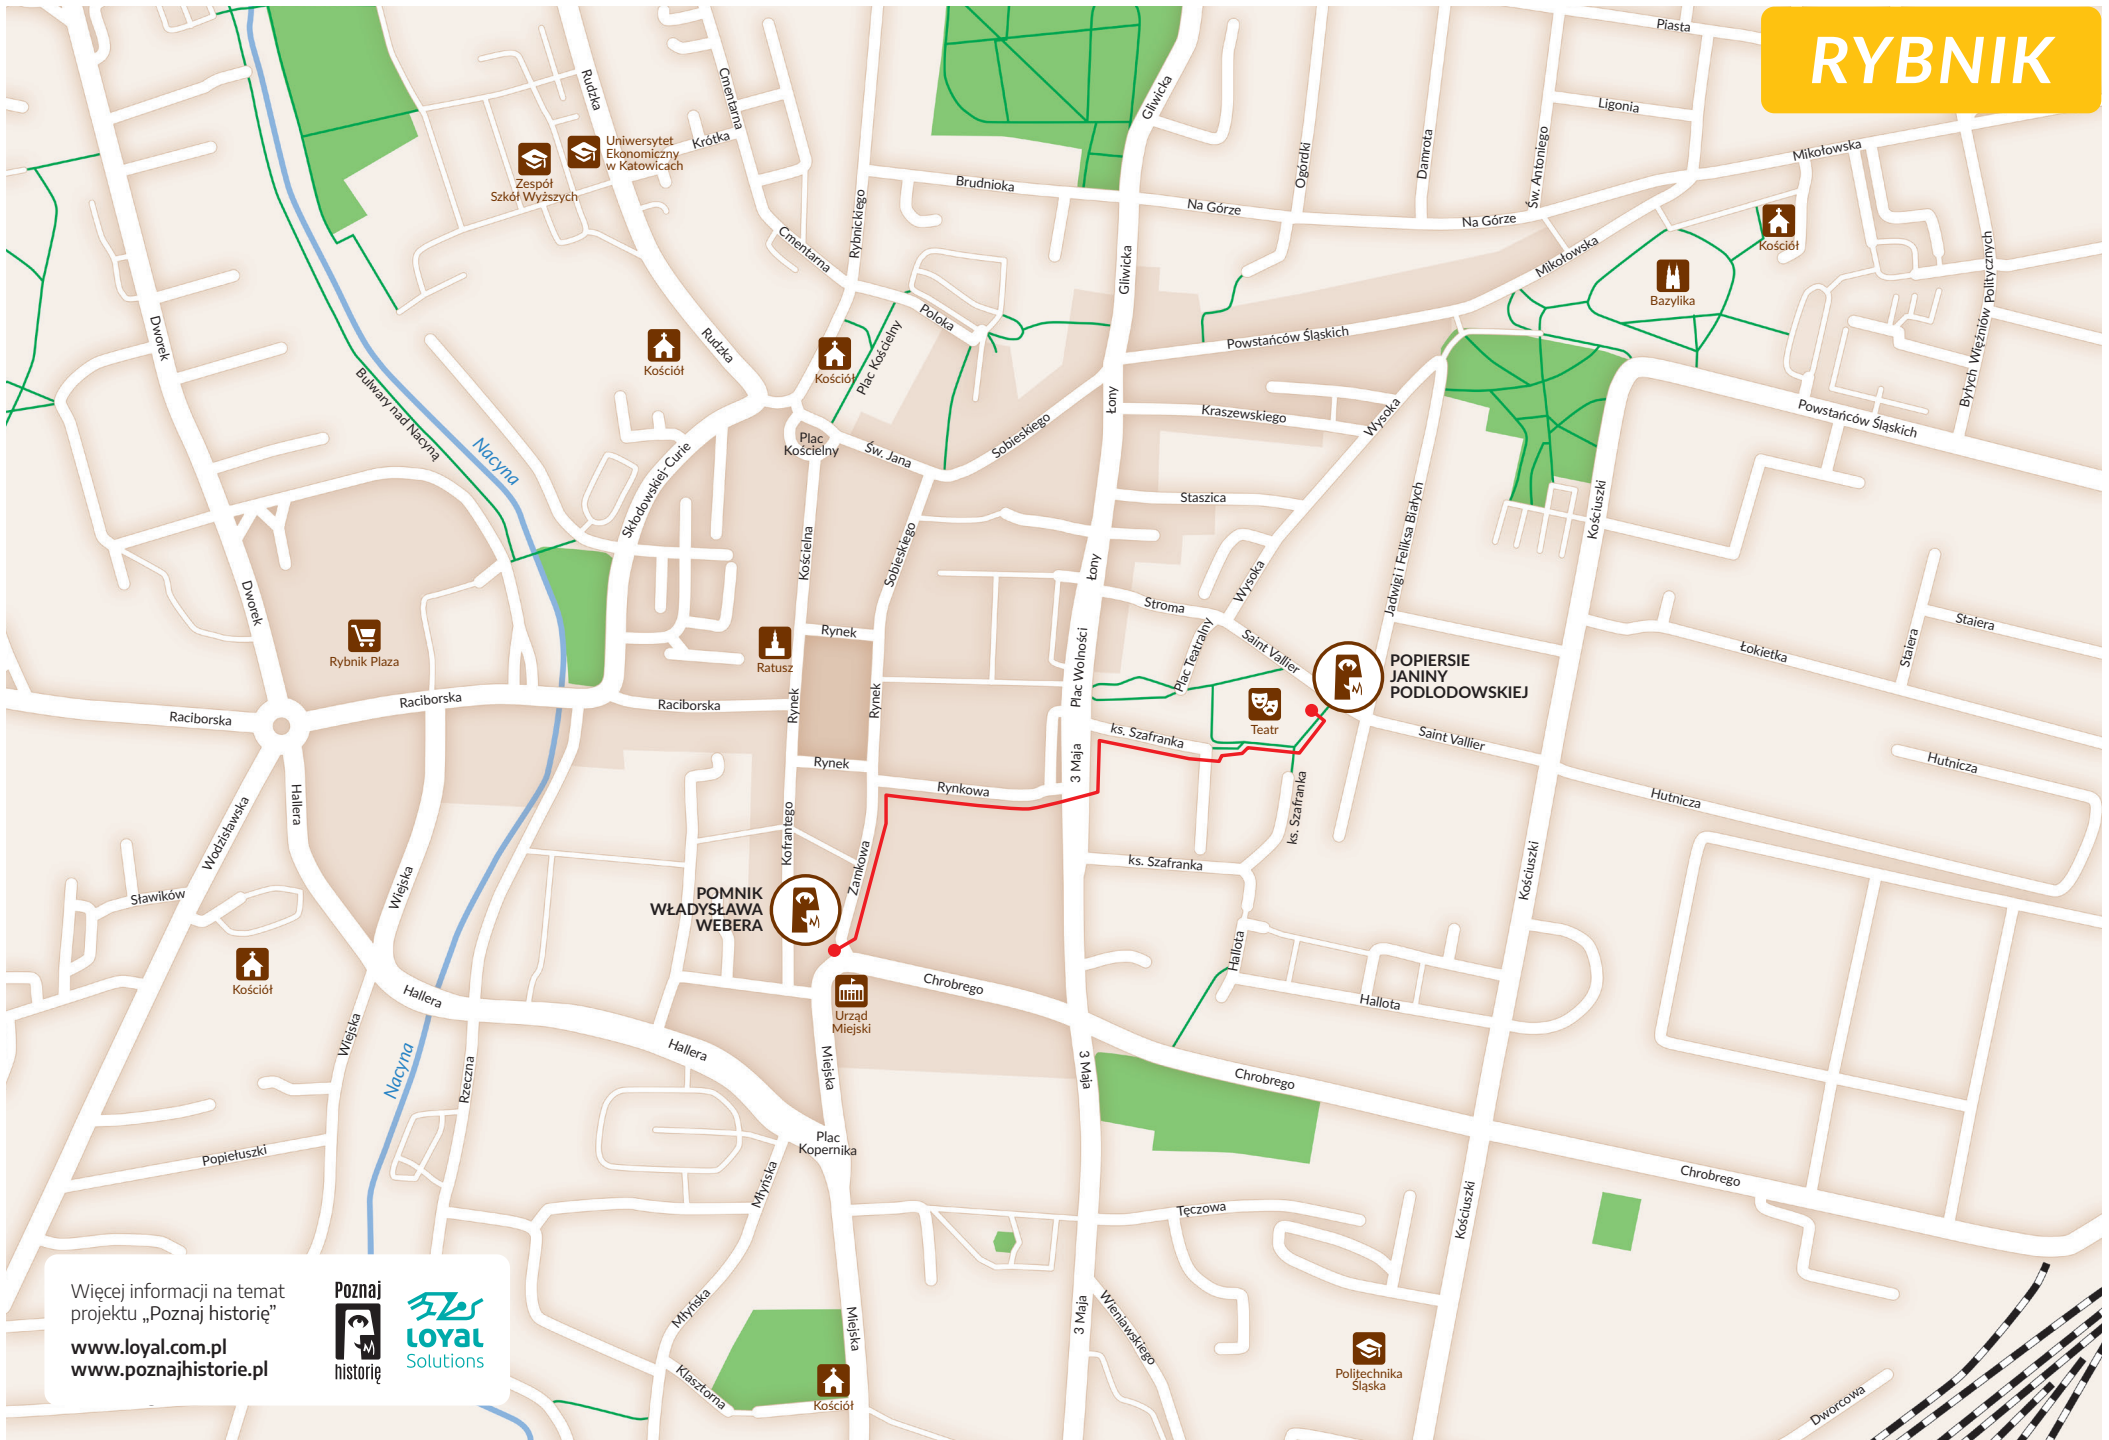 RYBNIK
Piasta
Ligonia
Mikołowska
Rudzka
Cmentarna
Krótka
Uniwersytet
Ekonomiczny
w Katowicach
Zespół
Szkół Wyższych
Gliwicka
Ogórdki
Damrota
Św. Antoniego
Brudnioka
Na Górze
Na Górze
Kościół
Rybnickiego
Cmentarna
Gliwicka
Mikołowska
Bazylika
Byłych Więźniów Politycznych
Dworek
Poloka
Rudzka
Kościół
Kościół
Plac Kościelny
Powstańców Śląskich
Bulwary nad Nacyną
Nacyna
Łony
Kraszewskiego
Wysoka
Powstańców Śląskich
Plac
Kościelny
Św. Jana
Sobieskiego
Skłodowskiej-Curie
Staszica
Jadwigi i Feliksa Białych
Kościuszki
Kościelna
Sobieskiego
Łony
Wysoka
Dworek
Stroma
Rybnik Plaza
Rynek
Ratusz
Plac Wolności
Plac Teatralny
Saint Vallier
POPIERSIE
JANINY
PODLODOWSKIEJ
Łokietka
Staiera
Staiera
Raciborska
Raciborska
Raciborska
Rynek
Rynek
Teatr
ks. Szafranka
Saint Vallier
Hutnicza
Hutnicza
Rynek
3 Maja
Rynkowa
ks. Szafranka
Hallera
Wodzisławska
Kofrantego
Zamkowa
ks. Szafranka
Kościuszki
Wiejska
Sławików
POMNIK
WŁADYSŁAWA
WEBERA
Kościół
Hallera
Chrobrego
Hallota
Hallota
Urząd
Miejski
Wiejska
Nacyna
Rzeczna
Hallera
Miejska
3 Maja
Chrobrego
Popiełuszki
Plac
Kopernika
Młyńska
Chrobrego
Tęczowa
Kościuszki
Młyńska
Miejska
3 Maja
Wieniawskiego
Klasztorna
Kościół
Politechnika
Śląska
Dworcowa
Więcej informacji na temat
projektu „Poznaj historię”
www.loyal.com.pl
www.poznajhistorie.pl
Poznaj
historię
LOYAL
Solutions